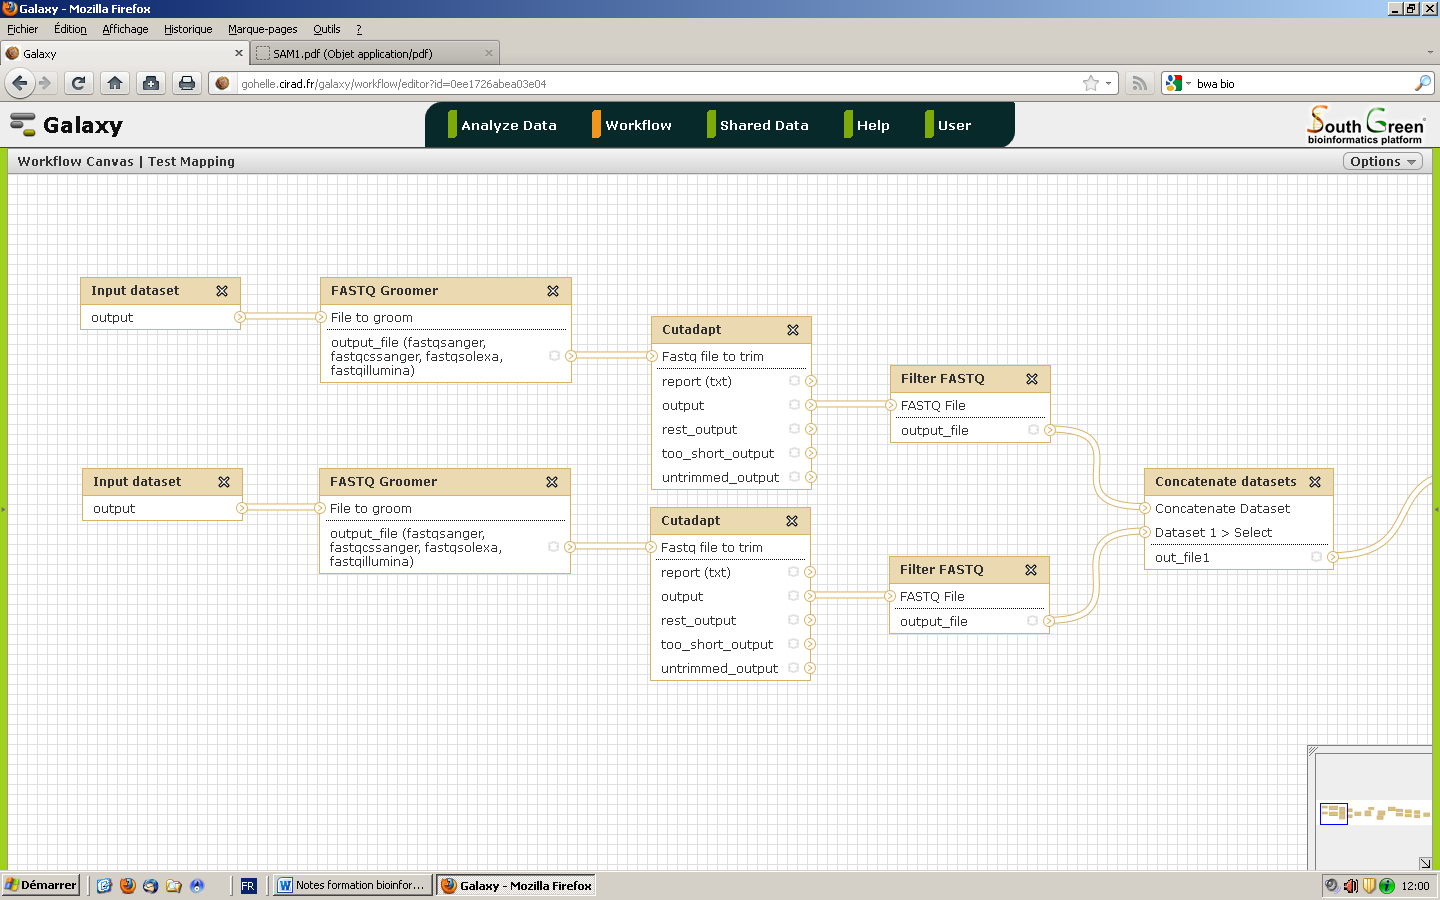 Galaxy - Mozilla Firefox
Fichier Édition Affichage Historique Marque-pages Outils ?
Galaxy
SAM1.pdf (Objet application/pdf)
gohelle.cirad.fr/galaxy/workflow/editor?id=0ee1726abea03e04
bwa bio
Galaxy
Analyze Data Workflow Shared Data Help User
South Green
bioinformatics platform
Workflow Canvas | Test Mapping
Options
Input dataset
output
FASTQ Groomer
File to groom
output_file (fastqsanger,
fastqcssanger, fastqsolexa,
fastqillumina)
Cutadapt
Fastq file to trim
report (txt)
output
rest_output
too_short_output
untrimmed_output
Filter FASTQ
FASTQ File
output_file
Input dataset
output
FASTQ Groomer
File to groom
output_file (fastqsanger,
fastqcssanger, fastqsolexa,
fastqillumina)
Cutadapt
Fastq file to trim
report (txt)
output
rest_output
too_short_output
untrimmed_output
Filter FASTQ
FASTQ File
output_file
Concatenate datasets
Concatenate Dataset
Dataset 1 > Select
out_file1
Démarrer
FR
Notes formation bioinfor...
Galaxy - Mozilla Firefox
12:00